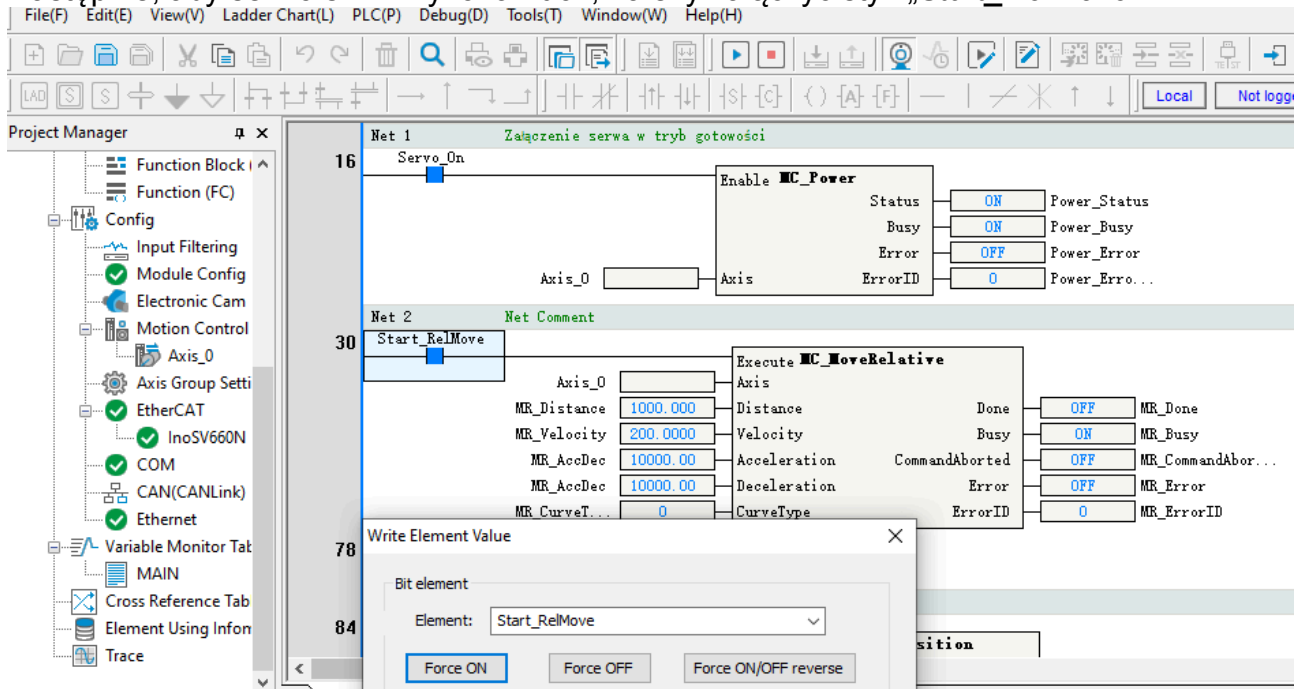 File(F) Edit(E) View(V) Ladder Chart(L) PLC(P) Debug(D) Tools(T) Window(W) Help(H)
LAD S S S C A F Local Not logge
Project Manager
Function Block (
Function (FC)
Config
Input Filtering
Module Config
Electronic Cam
Motion Control
Axis_0
Axis Group Setti
EtherCAT
InoSV660N
COM
CAN(CANLink)
Ethernet
Variable Monitor Tab
MAIN
Cross Reference Tab
Element Using Inform
Trace
Net 1 Załączenie serwa w tryb gotowości
16 Servo_On
Enable MC_Power
Status ON Power_Status
Busy ON Power_Busy
Error OFF Power_Error
Axis_0 Axis ErrorID 0 Power_Erro...
Net 2 Net Comment
30 Start_RelMove
Execute MC_MoveRelative
Axis_0 Axis
MR_Distance 1000.000 Distance Done OFF MR_Done
MR_Velocity 200.0000 Velocity Busy ON MR_Busy
MR_AccDec 10000.00 Acceleration CommandAborted OFF MR_CommandAbor...
MR_AccDec 10000.00 Deceleration Error OFF MR_Error
MR_CurveT... 0 CurveType ErrorID 0 MR_ErrorID
78
84
sition
Write Element Value
Bit element
Element: Start_RelMove
Force ON Force OFF Force ON/OFF reverse